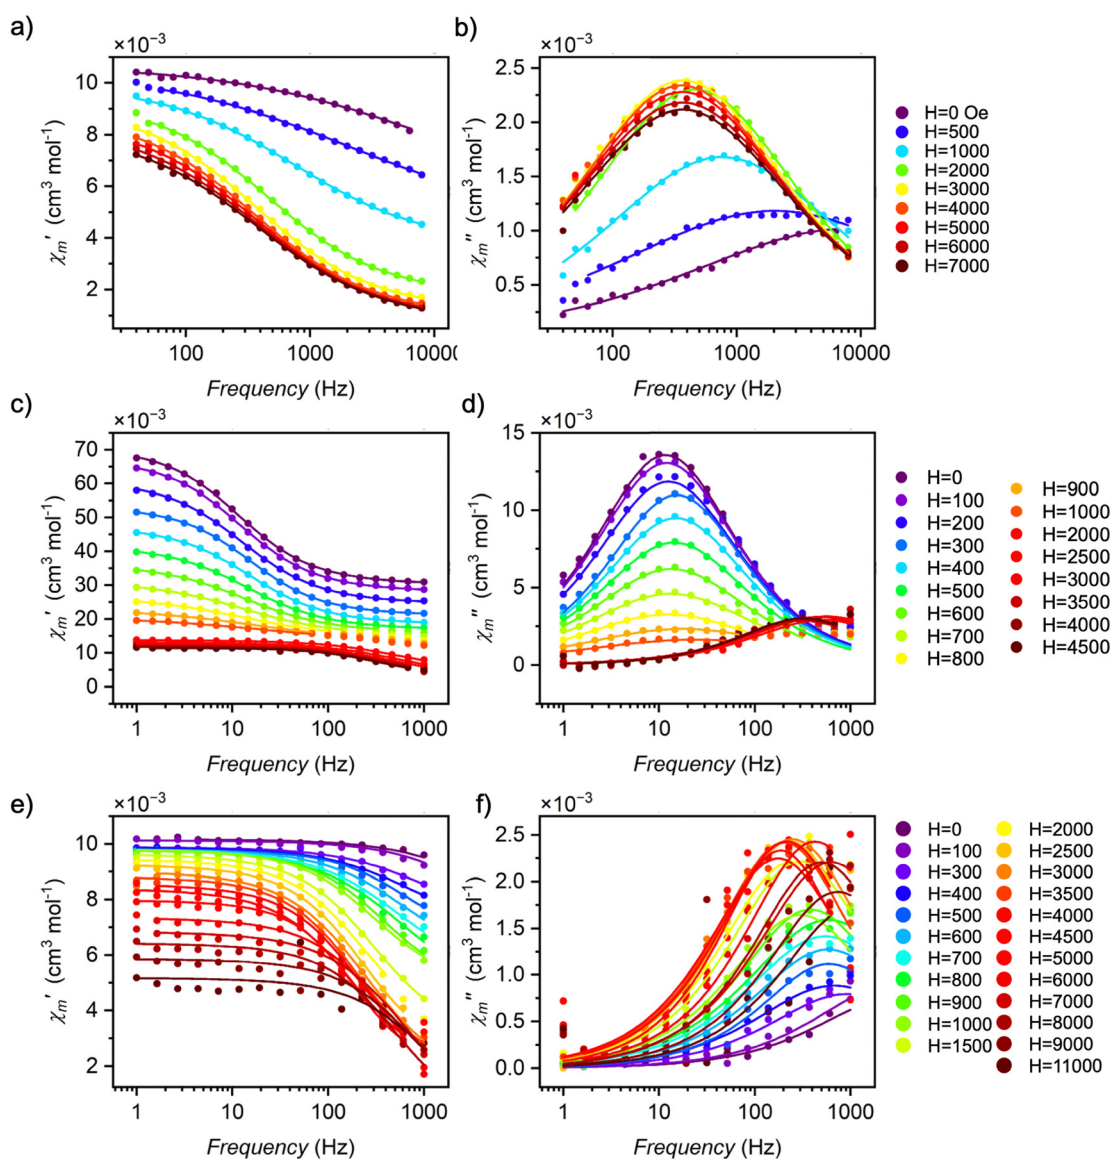 a)
×10⁻³
10
8
6
4
2
χm′ (cm³ mol⁻¹)
100
1000
10000
Frequency (Hz)
b)
×10⁻³
2.5
2.0
1.5
1.0
0.5
χm″ (cm³ mol⁻¹)
100
1000
10000
Frequency (Hz)
H=0 Oe
H=500
H=1000
H=2000
H=3000
H=4000
H=5000
H=6000
H=7000
c)
×10⁻³
70
60
50
40
30
20
10
0
χm′ (cm³ mol⁻¹)
1
10
100
1000
Frequency (Hz)
d)
×10⁻³
15
10
5
0
χm″ (cm³ mol⁻¹)
1
10
100
1000
Frequency (Hz)
H=0
H=100
H=200
H=300
H=400
H=500
H=600
H=700
H=800
H=900
H=1000
H=2000
H=2500
H=3000
H=3500
H=4000
H=4500
e)
×10⁻³
10
8
6
4
2
χm′ (cm³ mol⁻¹)
1
10
100
1000
Frequency (Hz)
f)
×10⁻³
2.5
2.0
1.5
1.0
0.5
0.0
χm″ (cm³ mol⁻¹)
1
10
100
1000
Frequency (Hz)
H=0
H=100
H=300
H=400
H=500
H=600
H=700
H=800
H=900
H=1000
H=1500
H=2000
H=2500
H=3000
H=3500
H=4000
H=4500
H=5000
H=6000
H=7000
H=8000
H=9000
H=11000